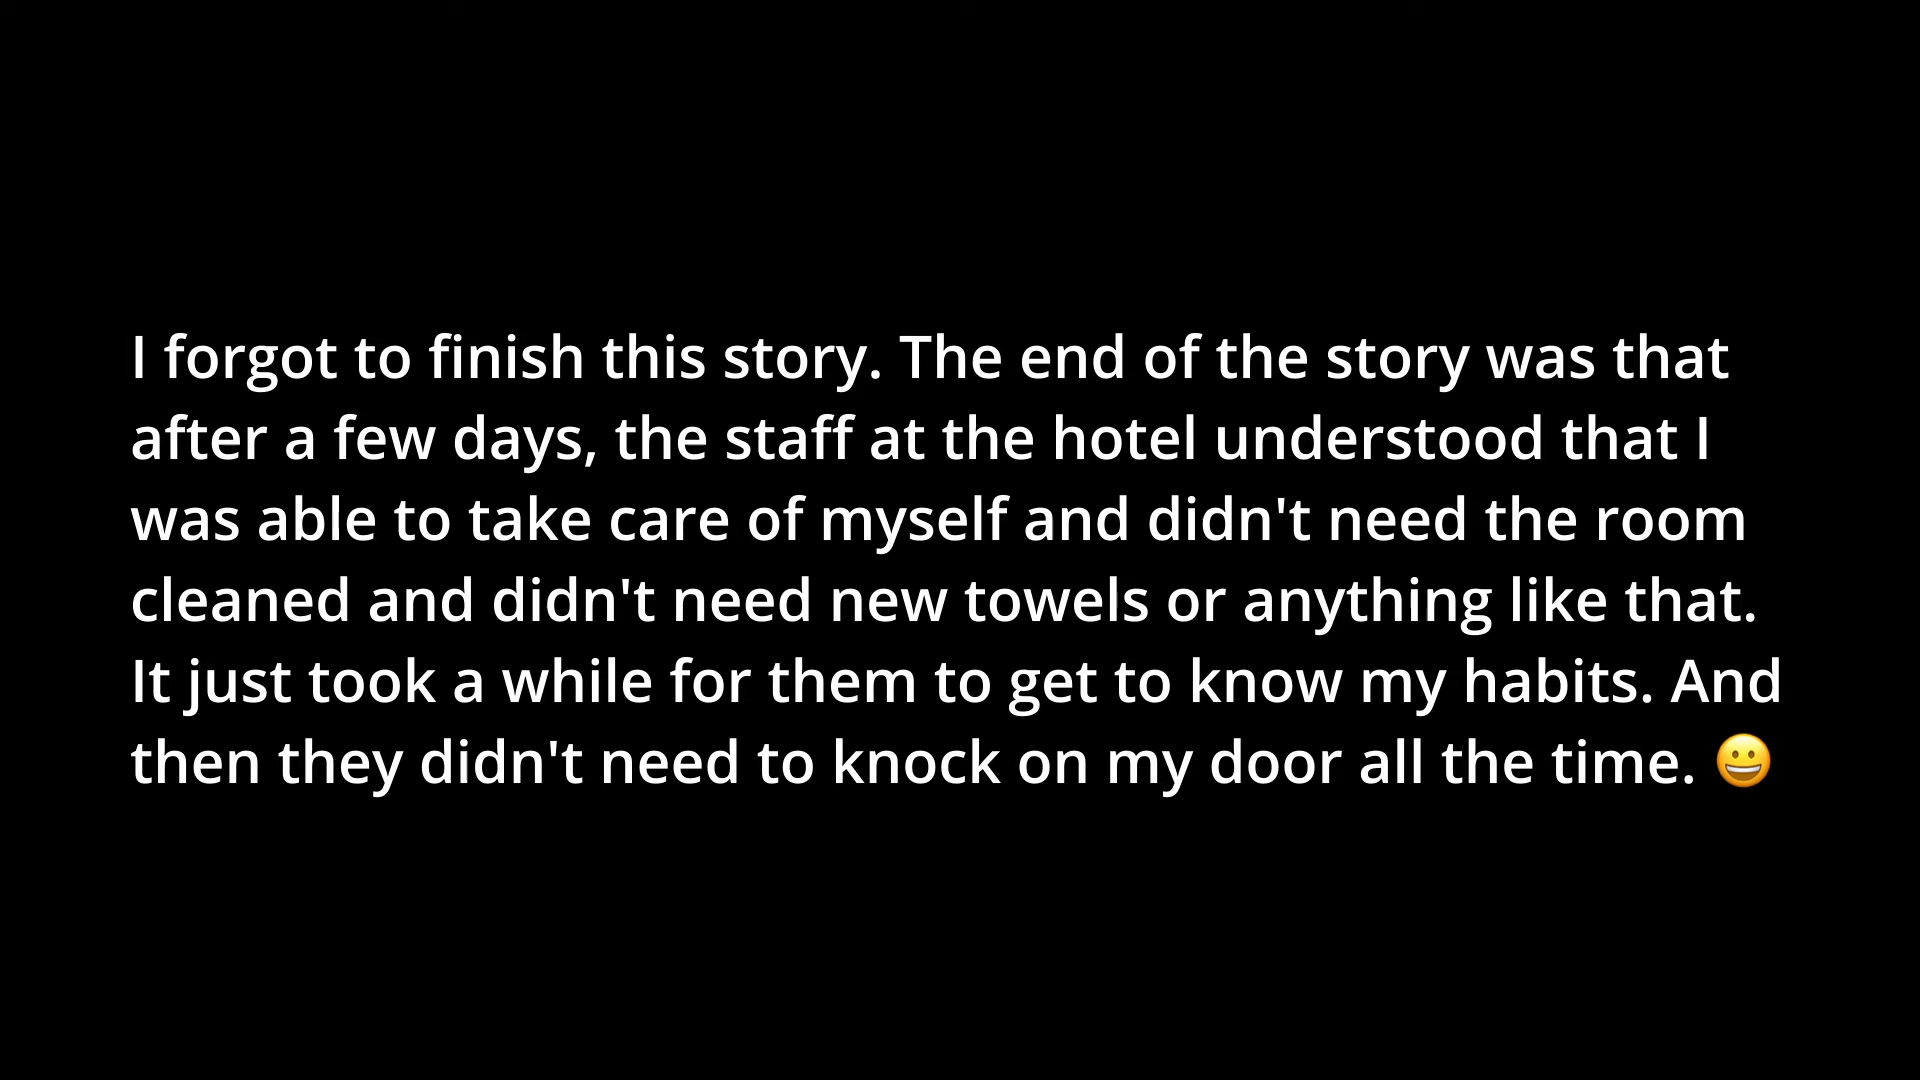 I forgot to finish this story. The end of the story was that
after a few days, the staff at the hotel understood that I
was able to take care of myself and didn't need the room
cleaned and didn't need new towels or anything like that.
It just took a while for them to get to know my habits. And
then they didn't need to knock on my door all the time. 😀